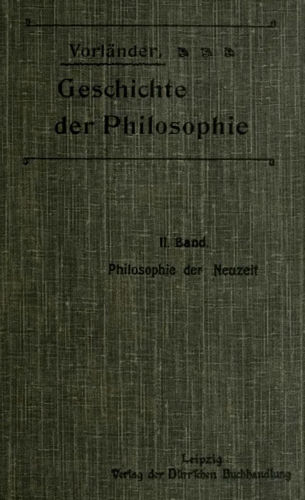 Vorländer,
Geschichte
der Philosophie
II. Band.
Philosophie der Neuzeit
Leipzig
Verlag der Dürr'schen Buchhandlung